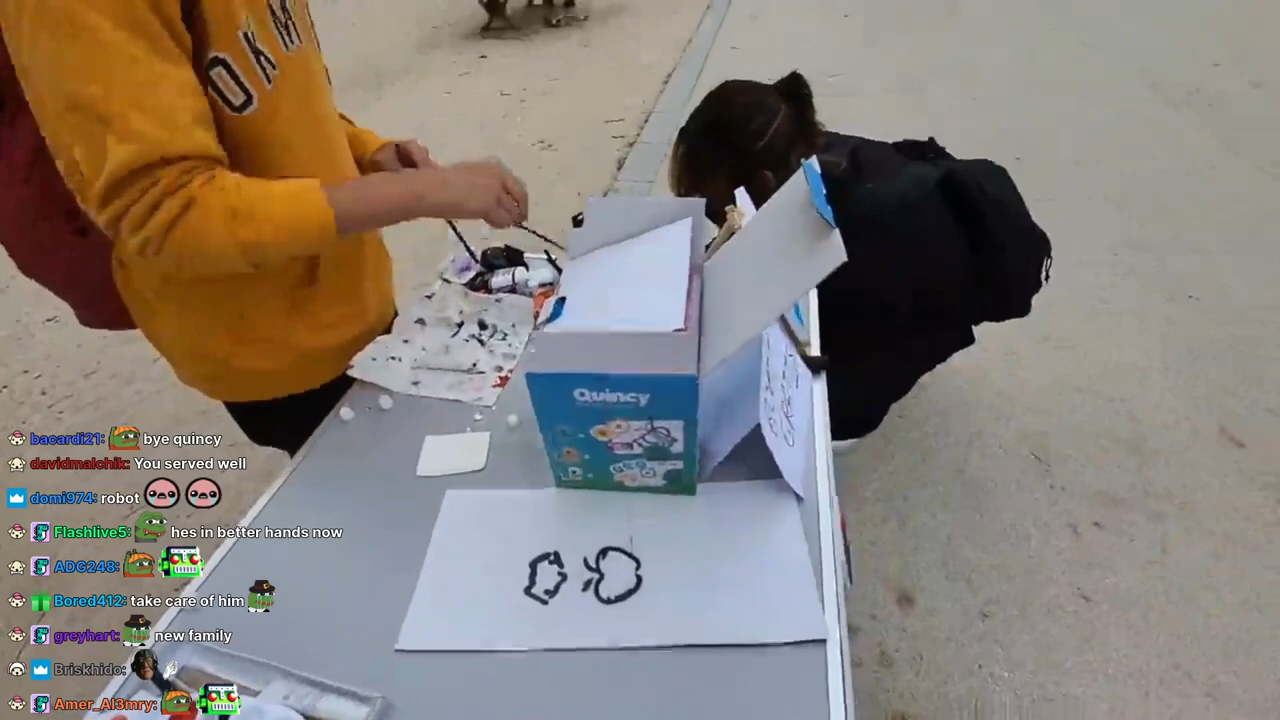 OKM
Quincy
bacardi21: bye quincy
davidmalchik: You served well
domi974: robot
Flashlive5: hes in better hands now
ADG248:
Bored412: take care of him
greyhart: new family
Briskhido:
Amer_Al3mry: